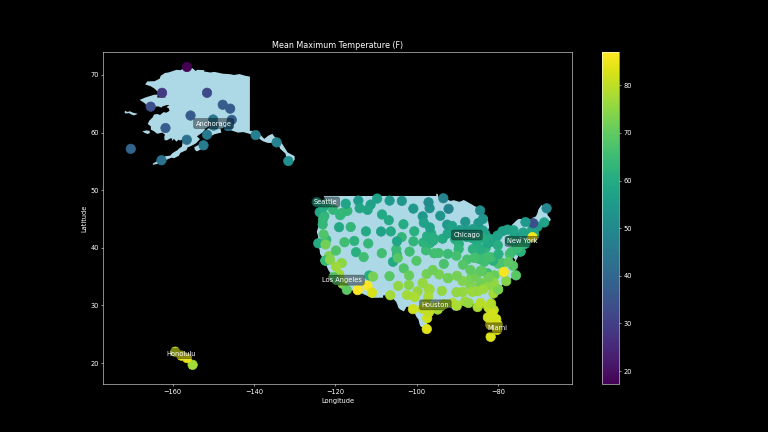 Mean Maximum Temperature (F)
70
60
50
40
30
20
Latitude
Anchorage
Seattle
Chicago
New York
Los Angeles
Houston
Miami
Honolulu
−160
−140
−120
−100
−80
Longitude
80
70
60
50
40
30
20